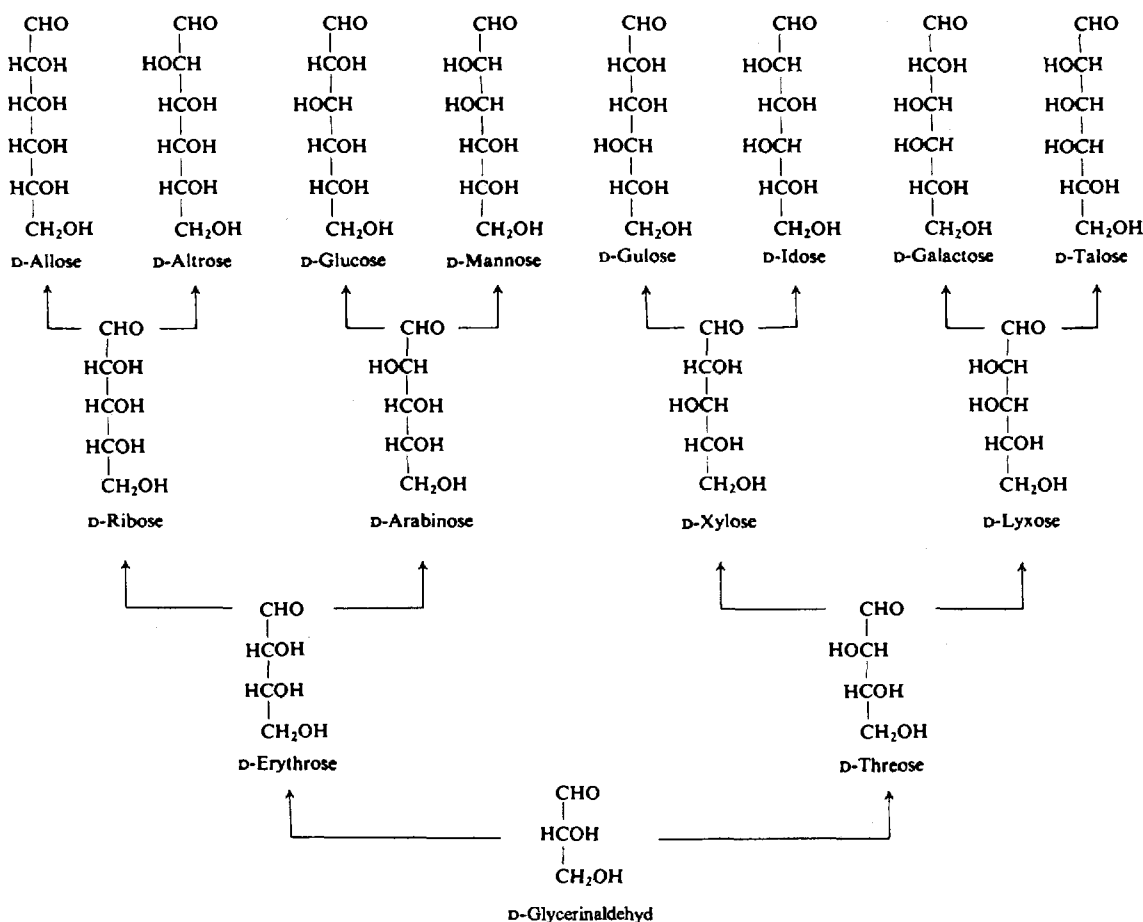 CHO CHO CHO CHO CHO CHO CHO CHO
HCOH HOCH HCOH HOCH HCOH HOCH HCOH HOCH
HCOH HCOH HOCH HOCH HCOH HCOH HOCH HOCH
HCOH HCOH HCOH HCOH HOCH HOCH HOCH HOCH
HCOH HCOH HCOH HCOH HCOH HCOH HCOH HCOH
CH₂OH CH₂OH CH₂OH CH₂OH CH₂OH CH₂OH CH₂OH CH₂OH
D-Allose D-Altrose D-Glucose D-Mannose D-Gulose D-Idose D-Galactose D-Talose
CHO CHO CHO CHO
HCOH HOCH HCOH HOCH
HCOH HCOH HOCH HOCH
HCOH HCOH HCOH HCOH
CH₂OH CH₂OH CH₂OH CH₂OH
D-Ribose D-Arabinose D-Xylose D-Lyxose
CHO CHO
HCOH HOCH
HCOH HCOH
CH₂OH CH₂OH
D-Erythrose D-Threose
CHO
HCOH
CH₂OH
D-Glycerinaldehyd